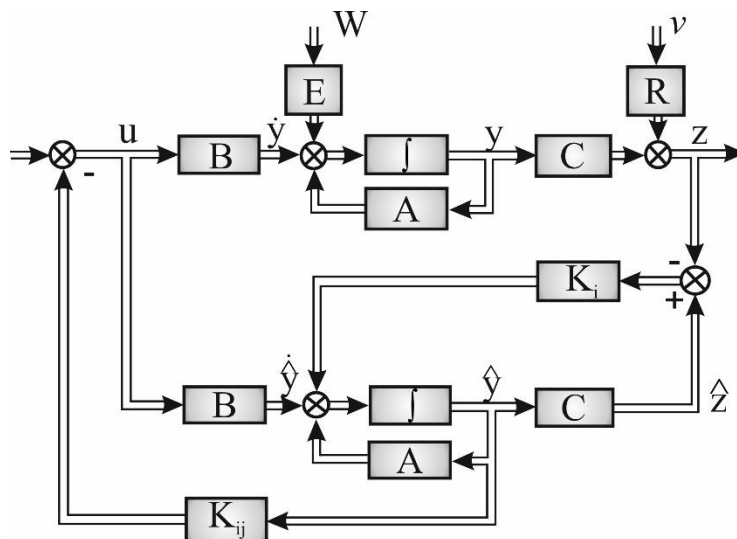 W
v
E
R
u
ẏ
y
z
B
∫
C
A
-
-
K_i
+
ŷ̇
ŷ
B
∫
C
ẑ
A
K_ij